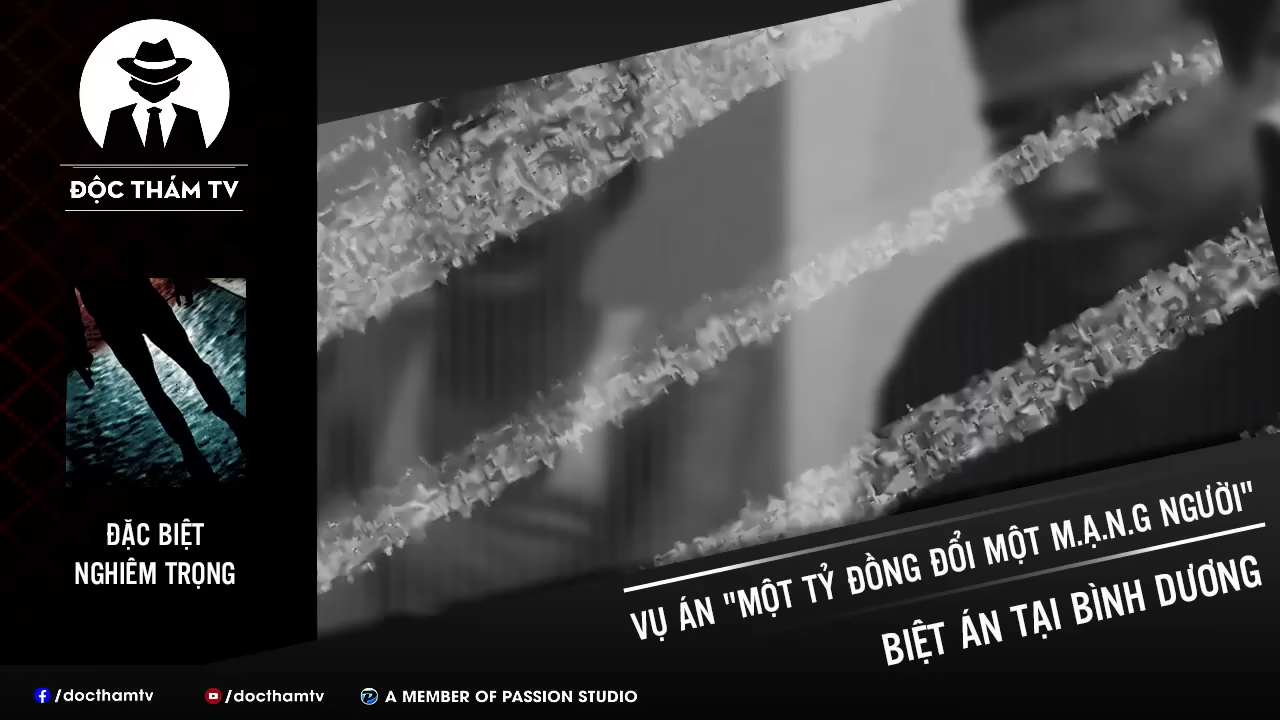 ĐỘC THÁM TV
ĐẶC BIỆT
NGHIÊM TRỌNG
VỤ ÁN "MỘT TỶ ĐỒNG ĐỔI MỘT M.Ạ.N.G NGƯỜI"
BIỆT ÁN TẠI BÌNH DƯƠNG
/docthamtv
/docthamtv
A MEMBER OF PASSION STUDIO